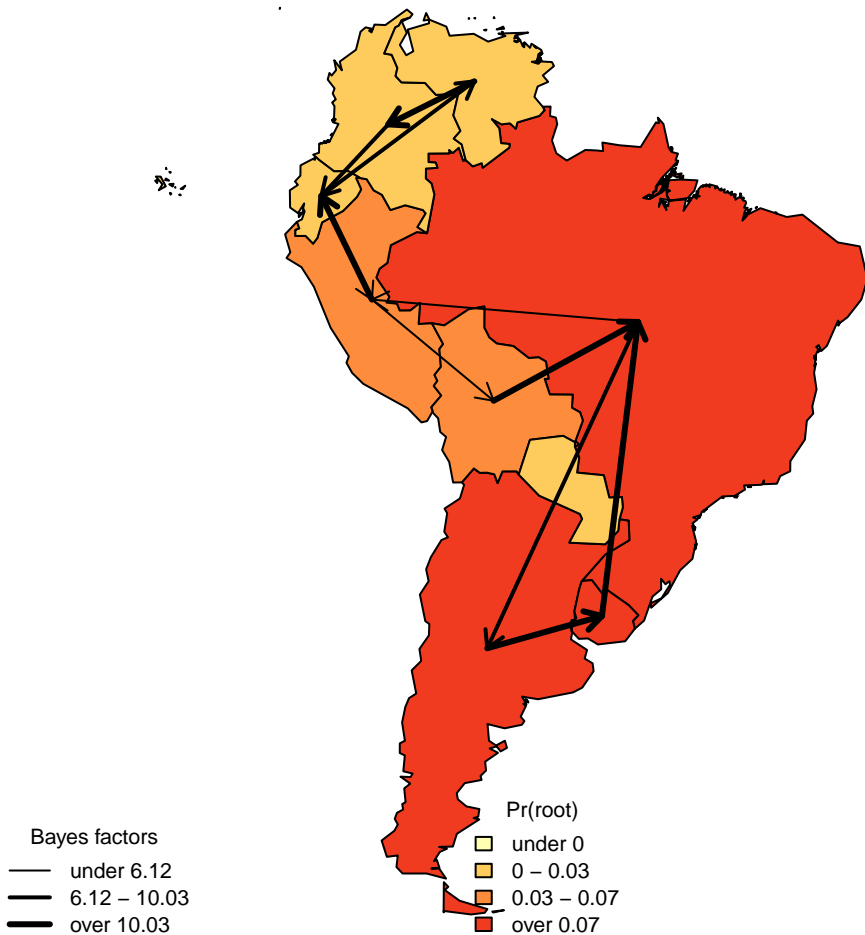 Bayes factors
under 6.12
6.12 − 10.03
over 10.03
Pr(root)
under 0
0 − 0.03
0.03 − 0.07
over 0.07